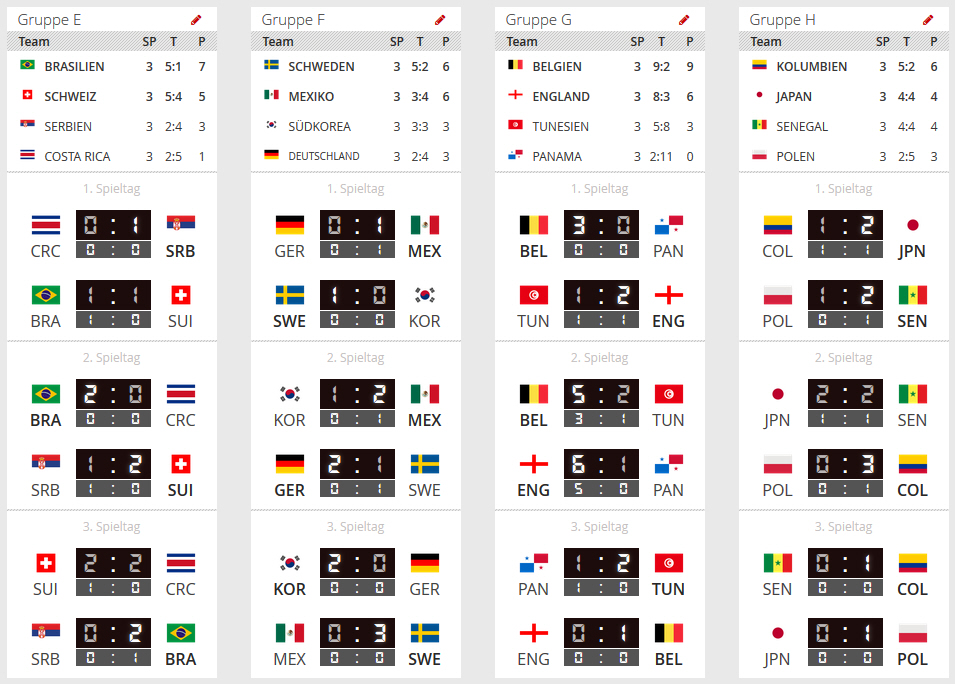 Gruppe E
Team SP T P
BRASILIEN 3 5:1 7
SCHWEIZ 3 5:4 5
SERBIEN 3 2:4 3
COSTA RICA 3 2:5 1
1. Spieltag
0 : 1
CRC 0 : 0 SRB
1 : 1
BRA 1 : 0 SUI
2. Spieltag
2 : 0
BRA 0 : 0 CRC
1 : 2
SRB 1 : 0 SUI
3. Spieltag
2 : 2
SUI 1 : 0 CRC
0 : 2
SRB 0 : 1 BRA
Gruppe F
Team SP T P
SCHWEDEN 3 5:2 6
MEXIKO 3 3:4 6
SÜDKOREA 3 3:3 3
DEUTSCHLAND 3 2:4 3
1. Spieltag
0 : 1
GER 0 : 1 MEX
1 : 0
SWE 0 : 0 KOR
2. Spieltag
1 : 2
KOR 0 : 1 MEX
2 : 1
GER 0 : 1 SWE
3. Spieltag
2 : 0
KOR 0 : 0 GER
0 : 3
MEX 0 : 0 SWE
Gruppe G
Team SP T P
BELGIEN 3 9:2 9
ENGLAND 3 8:3 6
TUNESIEN 3 5:8 3
PANAMA 3 2:11 0
1. Spieltag
3 : 0
BEL 0 : 0 PAN
1 : 2
TUN 1 : 1 ENG
2. Spieltag
5 : 2
BEL 3 : 1 TUN
6 : 1
ENG 5 : 0 PAN
3. Spieltag
1 : 2
PAN 1 : 0 TUN
0 : 1
ENG 0 : 0 BEL
Gruppe H
Team SP T P
KOLUMBIEN 3 5:2 6
JAPAN 3 4:4 4
SENEGAL 3 4:4 4
POLEN 3 2:5 3
1. Spieltag
1 : 2
COL 1 : 1 JPN
1 : 2
POL 0 : 1 SEN
2. Spieltag
2 : 2
JPN 1 : 1 SEN
0 : 3
POL 0 : 1 COL
3. Spieltag
0 : 1
SEN 0 : 0 COL
0 : 1
JPN 0 : 0 POL